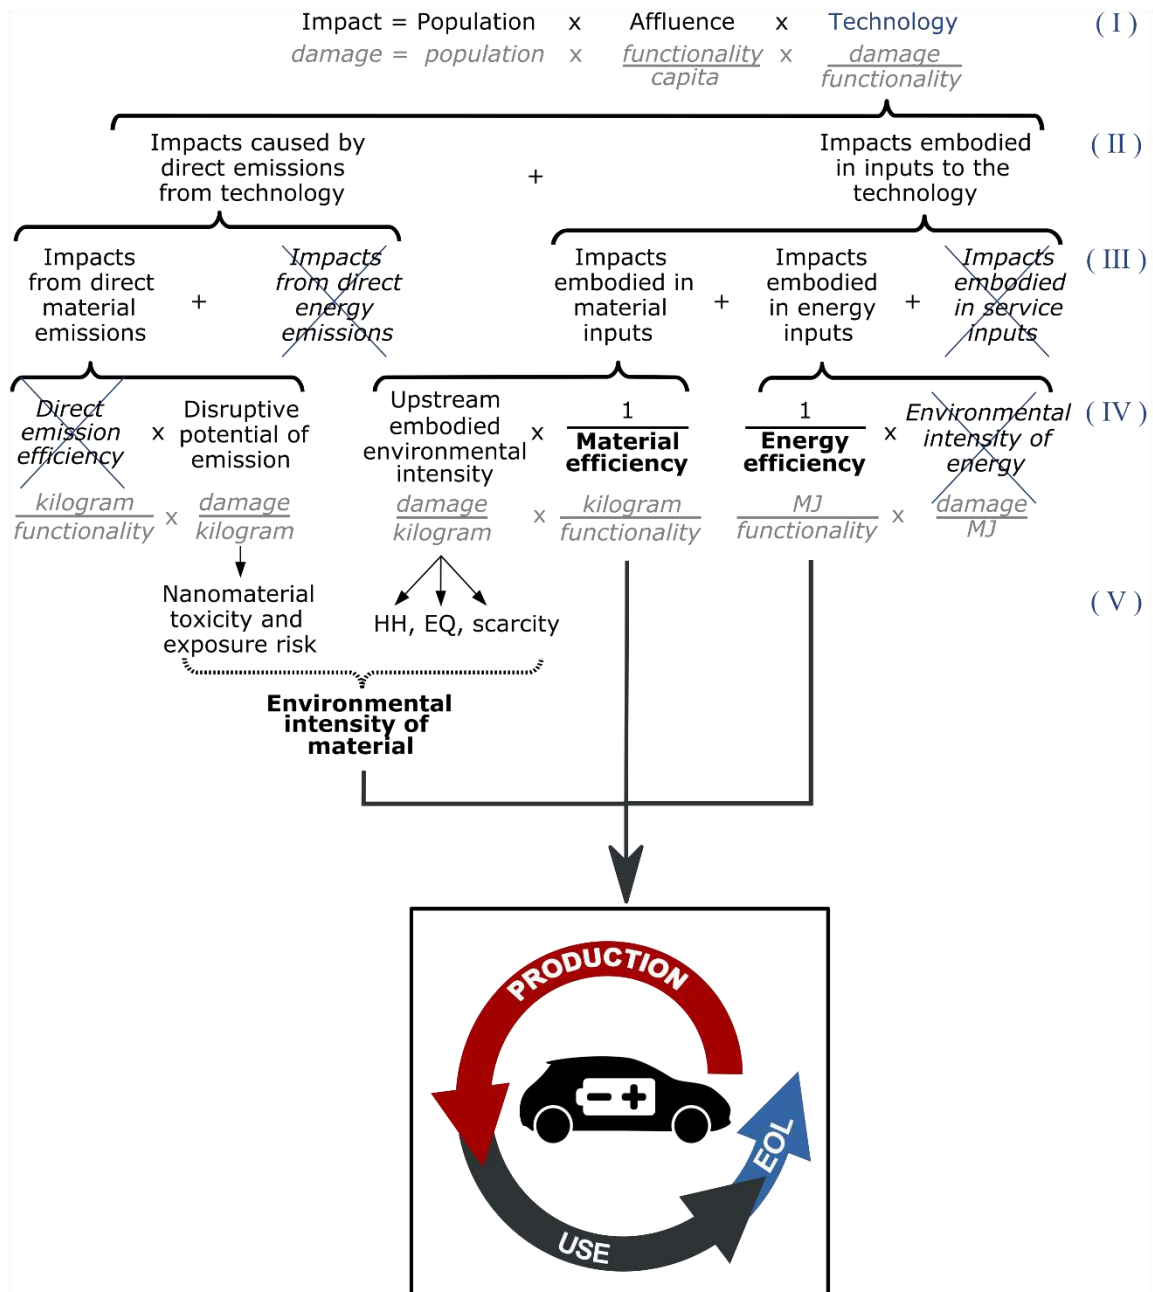 Impact = Population x Affluence x Technology ( I )
damage = population x functionality x damage
capita functionality
Impacts caused by
direct emissions
from technology
+
Impacts embodied
in inputs to the
technology
( II )
Impacts
from direct
material
emissions
+
Impacts
from direct
energy
emissions
Impacts
embodied in
material
inputs
+
Impacts
embodied
in energy
inputs
+
Impacts
embodied
in service
inputs
( III )
Direct
emission
efficiency
x
Disruptive
potential of
emission
Upstream
embodied
environmental
intensity
x
1
Material
efficiency
1
Energy
efficiency
x
Environmental
intensity of
energy
( IV )
kilogram
functionality
x
damage
kilogram
damage
kilogram
x
kilogram
functionality
MJ
functionality
x
damage
MJ
Nanomaterial
toxicity and
exposure risk
HH, EQ, scarcity
( V )
Environmental
intensity of
material
PRODUCTION
- +
EOL
USE